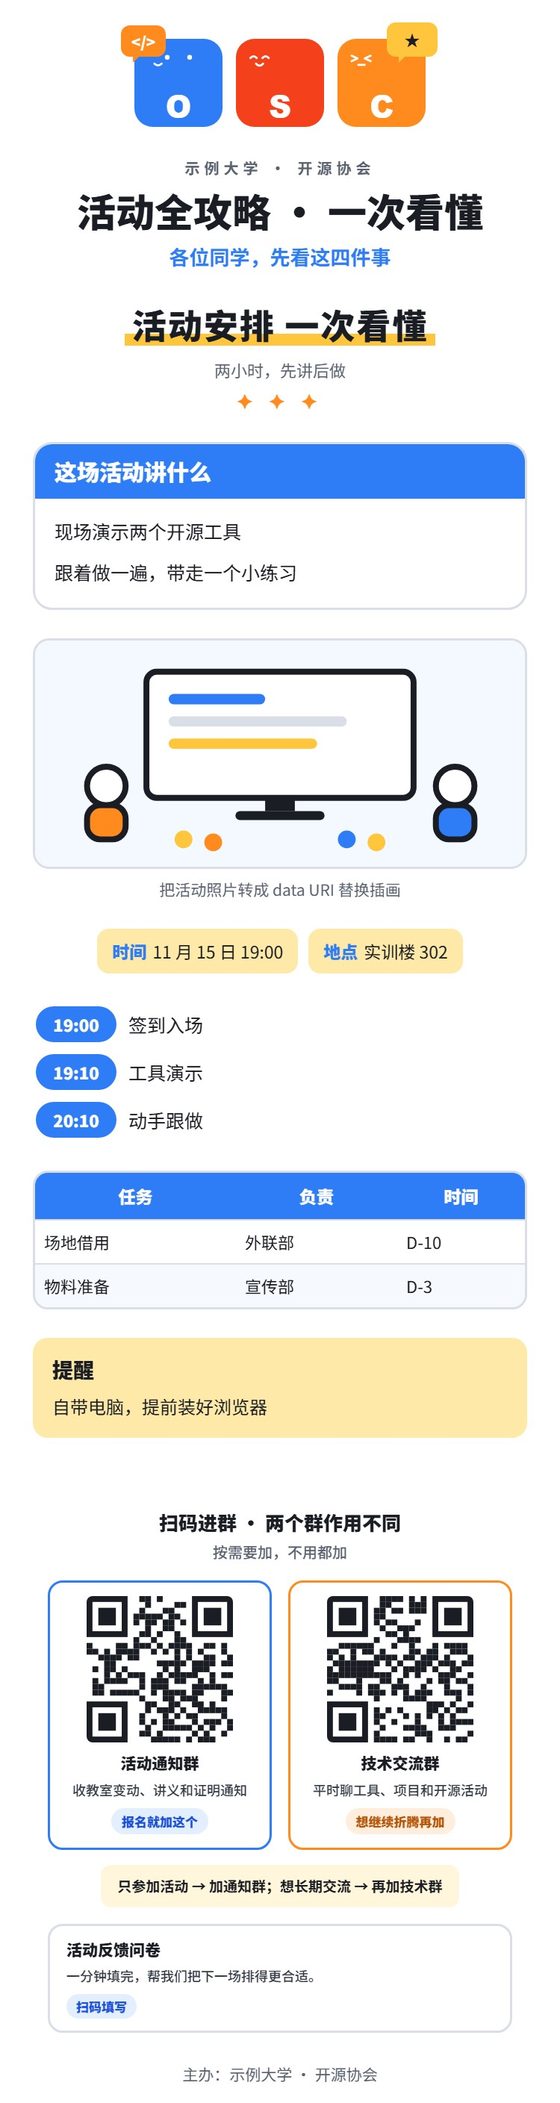 </>
★
o s c
示例大学 · 开源协会
活动全攻略 · 一次看懂
各位同学，先看这四件事
活动安排 一次看懂
两小时，先讲后做
这场活动讲什么
现场演示两个开源工具
跟着做一遍，带走一个小练习
把活动照片转成 data URI 替换插画
时间 11 月 15 日 19:00 地点 实训楼 302
19:00 签到入场
19:10 工具演示
20:10 动手跟做
任务 负责 时间
场地借用 外联部 D-10
物料准备 宣传部 D-3
提醒
自带电脑，提前装好浏览器
扫码进群 · 两个群作用不同
按需要加，不用都加
活动通知群
收教室变动、讲义和证明通知
报名就加这个
技术交流群
平时聊工具、项目和开源活动
想继续折腾再加
只参加活动 → 加通知群；想长期交流 → 再加技术群
活动反馈问卷
一分钟填完，帮我们把下一场排得更合适。
扫码填写
主办：示例大学 · 开源协会